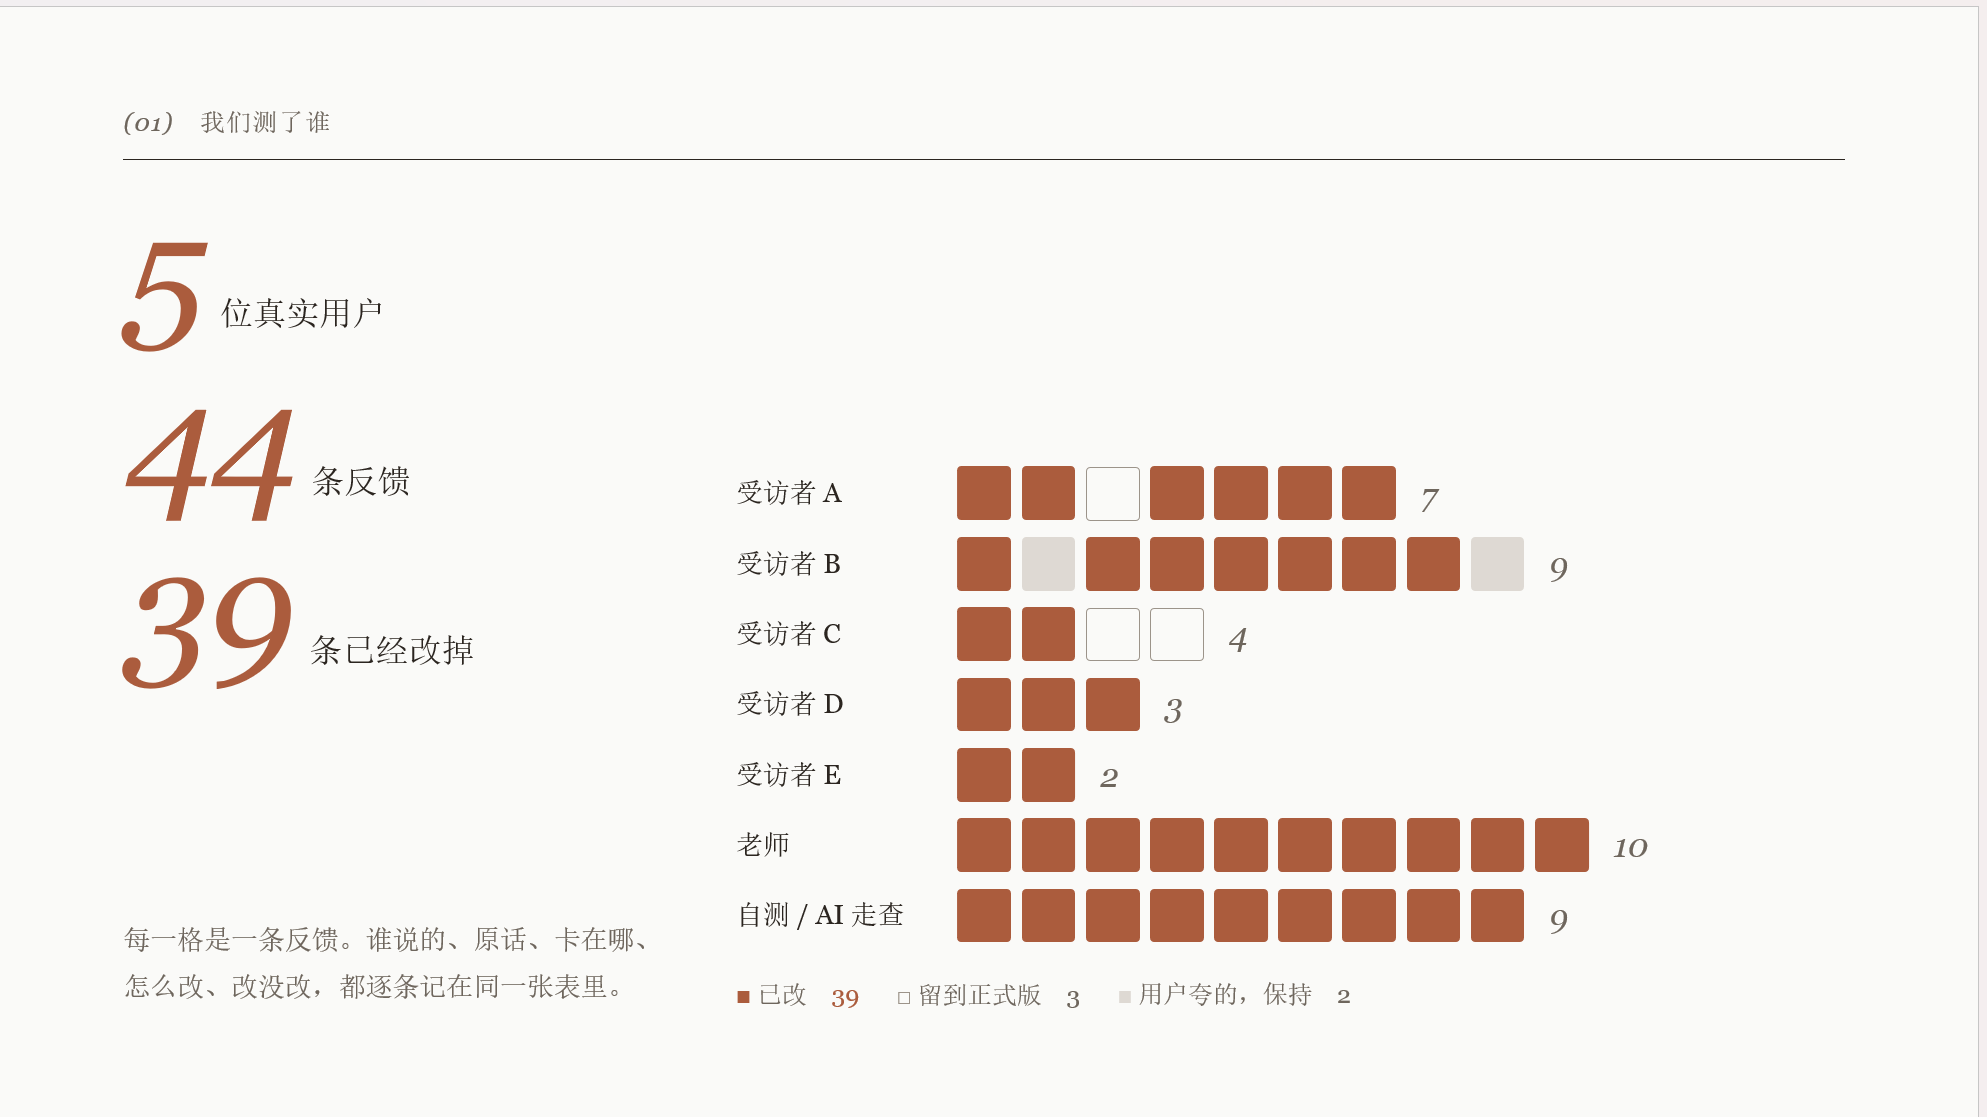 (01) 我们测了谁
5 位真实用户
44 条反馈
39 条已经改掉
每一格是一条反馈。谁说的、原话、卡在哪、
怎么改、改没改，都逐条记在同一张表里。
受访者 A 7
受访者 B 9
受访者 C 4
受访者 D 3
受访者 E 2
老师 10
自测 / AI 走查 9
已改 39 留到正式版 3 用户夸的，保持 2